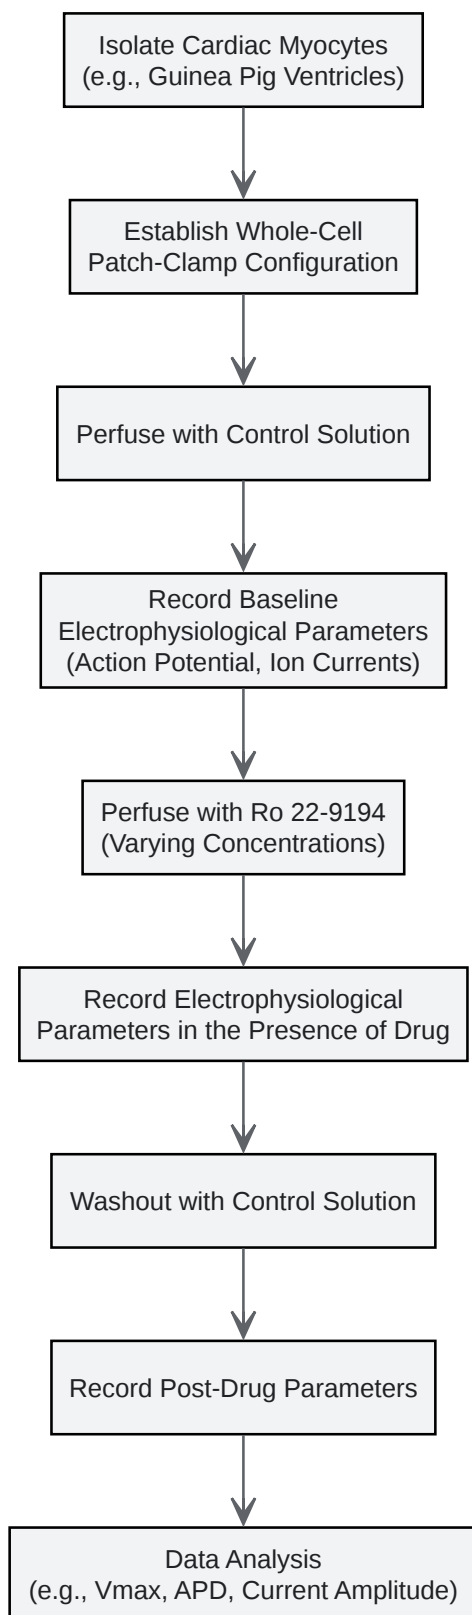 Isolate Cardiac Myocytes
(e.g., Guinea Pig Ventricles)
Establish Whole-Cell
Patch-Clamp Configuration
Perfuse with Control Solution
Record Baseline
Electrophysiological Parameters
(Action Potential, Ion Currents)
Perfuse with Ro 22-9194
(Varying Concentrations)
Record Electrophysiological
Parameters in the Presence of Drug
Washout with Control Solution
Record Post-Drug Parameters
Data Analysis
(e.g., Vmax, APD, Current Amplitude)